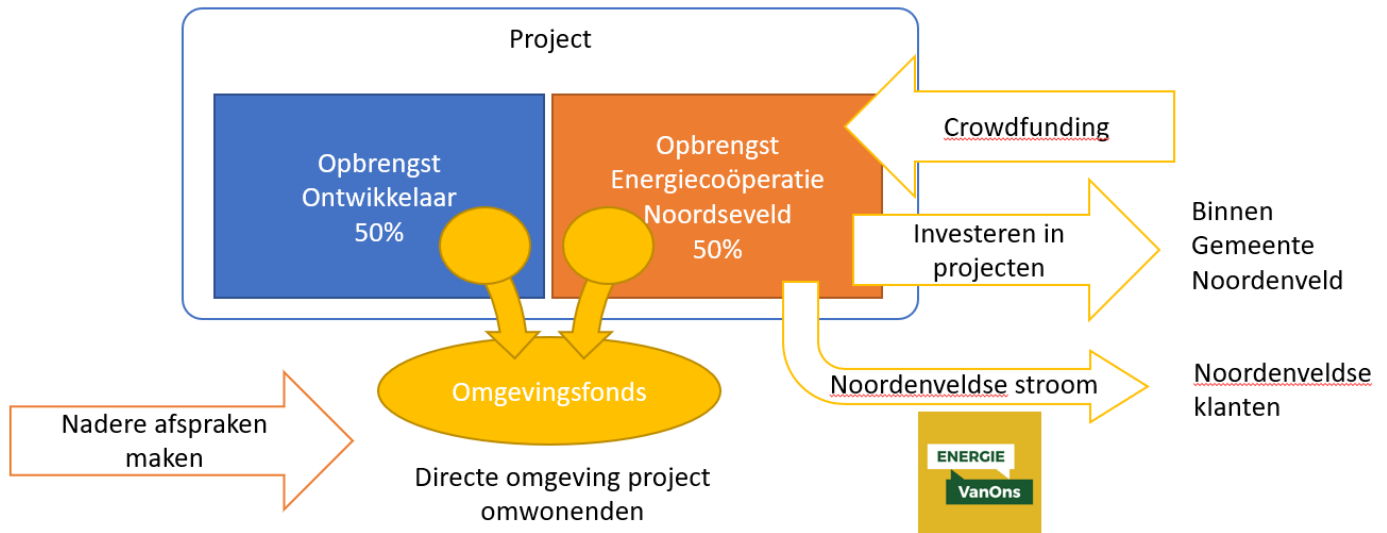 Project
Opbrengst
Ontwikkelaar
50%
Opbrengst
Energiecoöperatie
Noordseveld
50%
Crowdfunding
Investeren in
projecten
Binnen
Gemeente
Noordenveld
Noordenveldse stroom
Noordenveldse
klanten
ENERGIE
VanOns
Omgevingsfonds
Nadere afspraken
maken
Directe omgeving project
omwonenden